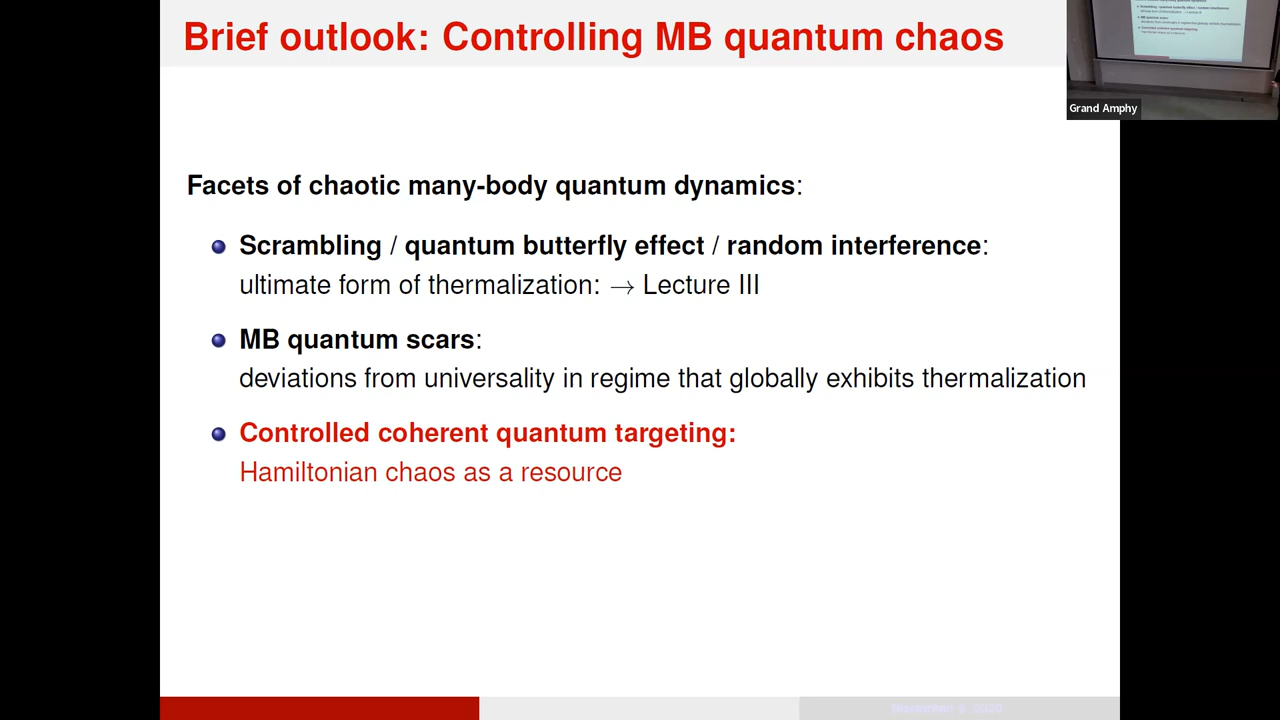 Brief outlook: Controlling MB quantum chaos
Grand Amphy
Facets of chaotic many-body quantum dynamics:
Scrambling / quantum butterfly effect / random interference:
ultimate form of thermalization: → Lecture III
MB quantum scars:
deviations from universality in regime that globally exhibits thermalization
Controlled coherent quantum targeting:
Hamiltonian chaos as a resource